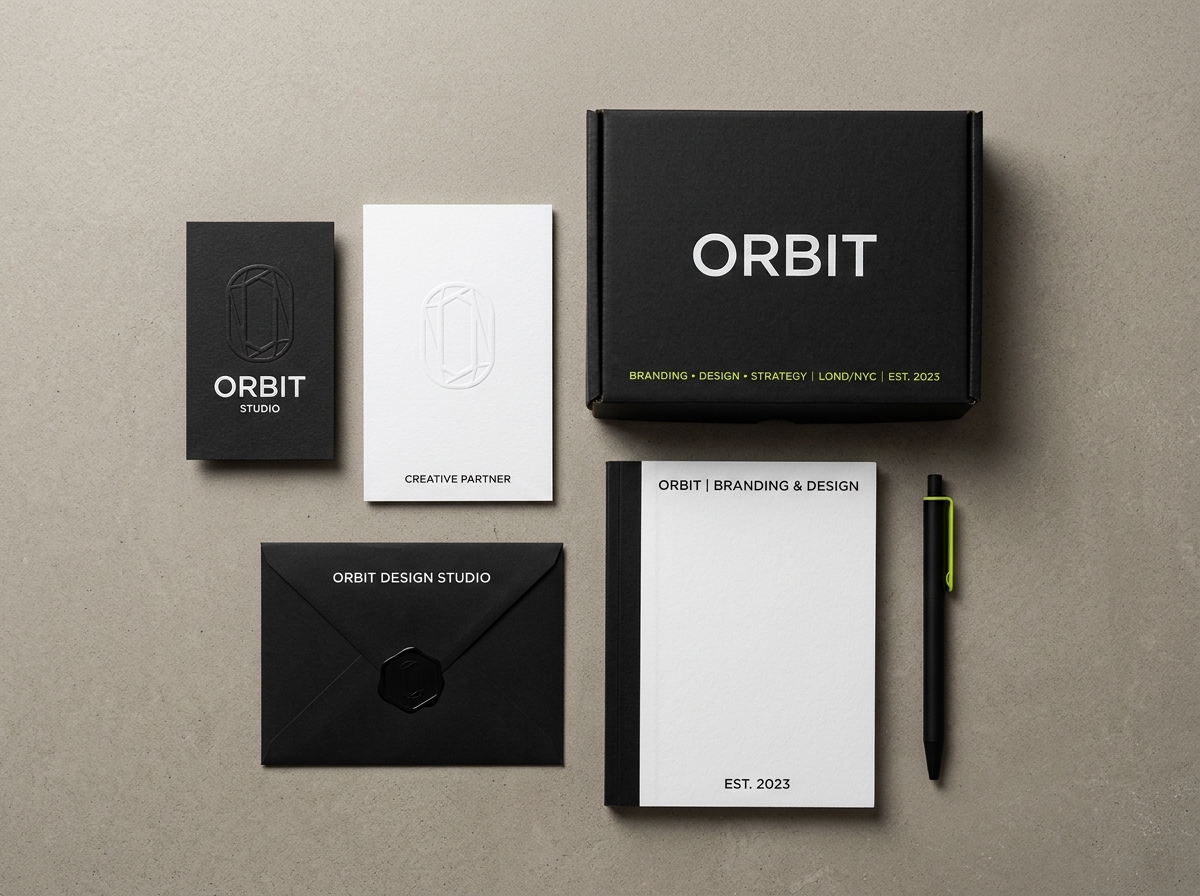 ORBIT
STUDIO
CREATIVE PARTNER
ORBIT
BRANDING • DESIGN • STRATEGY | LOND/NYC | EST. 2023
ORBIT DESIGN STUDIO
ORBIT | BRANDING & DESIGN
EST. 2023